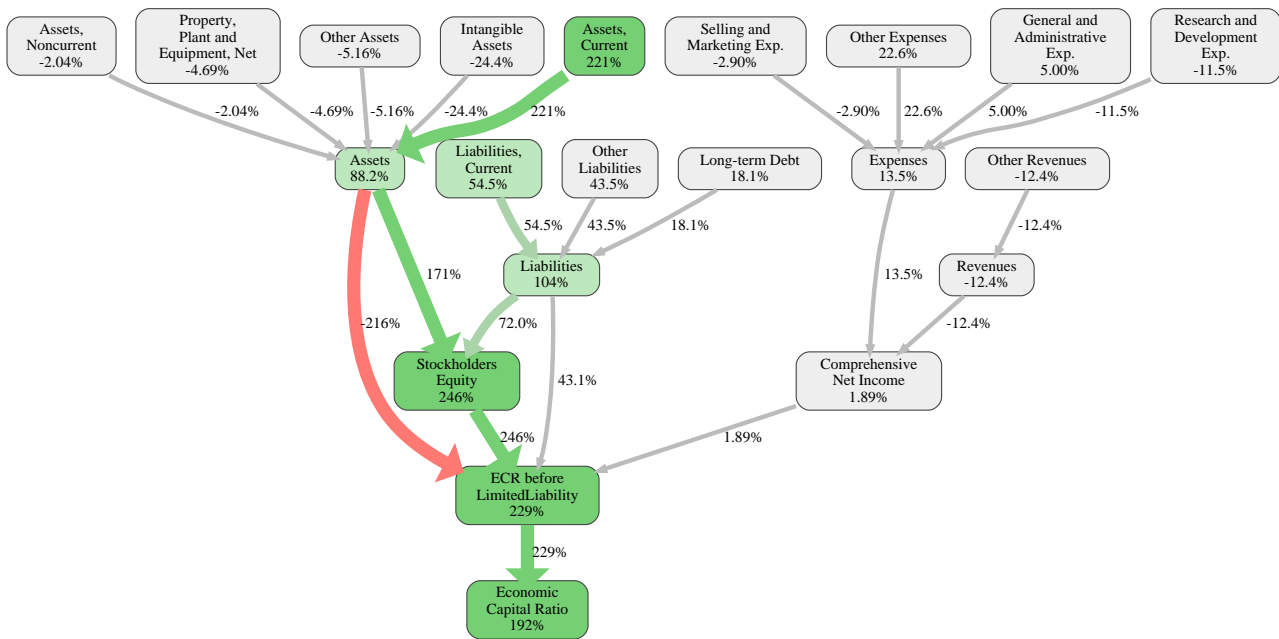 Assets,
Noncurrent
-2.04%
Property,
Plant and
Equipment, Net
-4.69%
Other Assets
-5.16%
Intangible
Assets
-24.4%
Assets,
Current
221%
Selling and
Marketing Exp.
-2.90%
Other Expenses
22.6%
General and
Administrative
Exp.
5.00%
Research and
Development
Exp.
-11.5%
-2.04%
-4.69%
-5.16%
-24.4%
221%
-2.90%
22.6%
5.00%
-11.5%
Assets
88.2%
Liabilities,
Current
54.5%
Other
Liabilities
43.5%
Long-term Debt
18.1%
Expenses
13.5%
Other Revenues
-12.4%
54.5%
43.5%
18.1%
-12.4%
171%
Liabilities
104%
13.5%
Revenues
-12.4%
-216%
72.0%
-12.4%
Stockholders
Equity
246%
43.1%
Comprehensive
Net Income
1.89%
246%
1.89%
ECR before
LimitedLiability
229%
229%
Economic
Capital Ratio
192%